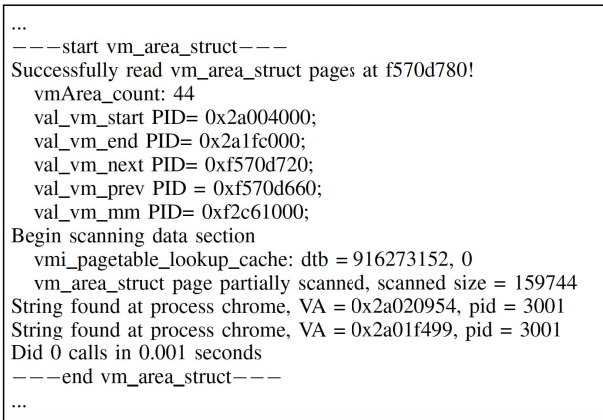 ...
−−−start vm_area_struct−−−
Successfully read vm_area_struct pages at f570d780!
vmArea_count: 44
val_vm_start PID= 0x2a004000;
val_vm_end PID= 0x2a1fc000;
val_vm_next PID= 0xf570d720;
val_vm_prev PID = 0xf570d660;
val_vm_mm PID= 0xf2c61000;
Begin scanning data section
vmi_pagetable_lookup_cache: dtb = 916273152, 0
vm_area_struct page partially scanned, scanned size = 159744
String found at process chrome, VA = 0x2a020954, pid = 3001
String found at process chrome, VA = 0x2a01f499, pid = 3001
Did 0 calls in 0.001 seconds
−−−end vm_area_struct−−−
...